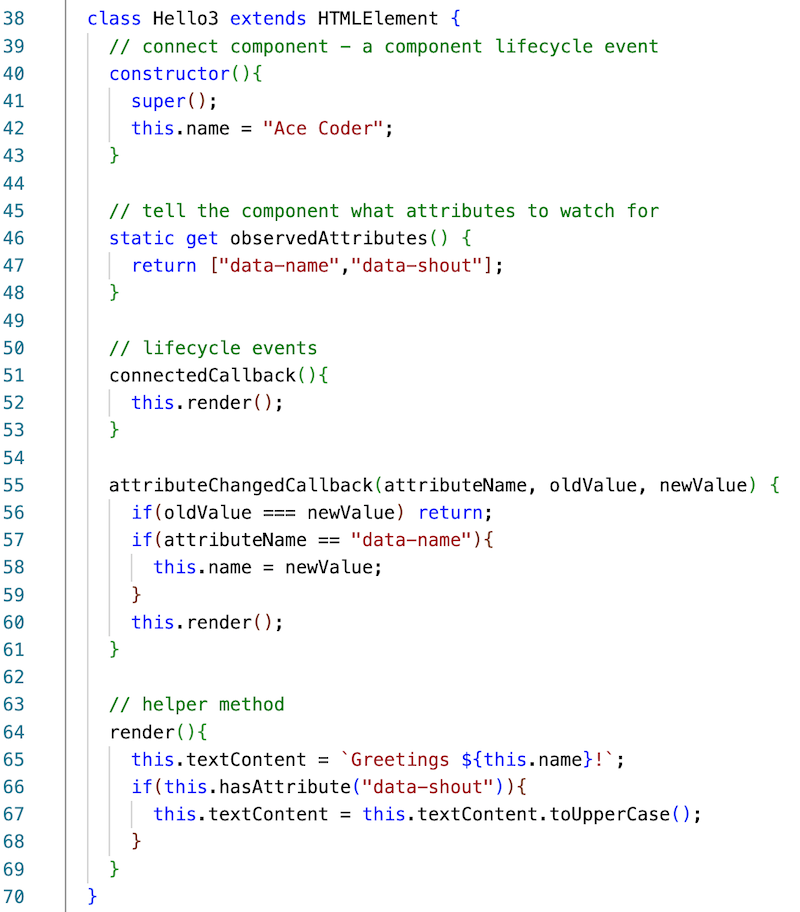 38 class Hello3 extends HTMLElement {
39 // connect component – a component lifecycle event
40 constructor(){
41 super();
42 this.name = "Ace Coder";
43 }
44
45 // tell the component what attributes to watch for
46 static get observedAttributes() {
47 return ["data-name","data-shout"];
48 }
49
50 // lifecycle events
51 connectedCallback(){
52 this.render();
53 }
54
55 attributeChangedCallback(attributeName, oldValue, newValue) {
56 if(oldValue === newValue) return;
57 if(attributeName == "data-name"){
58 this.name = newValue;
59 }
60 this.render();
61 }
62
63 // helper method
64 render(){
65 this.textContent = `Greetings ${this.name}!`;
66 if(this.hasAttribute("data-shout")){
67 this.textContent = this.textContent.toUpperCase();
68 }
69 }
70 }